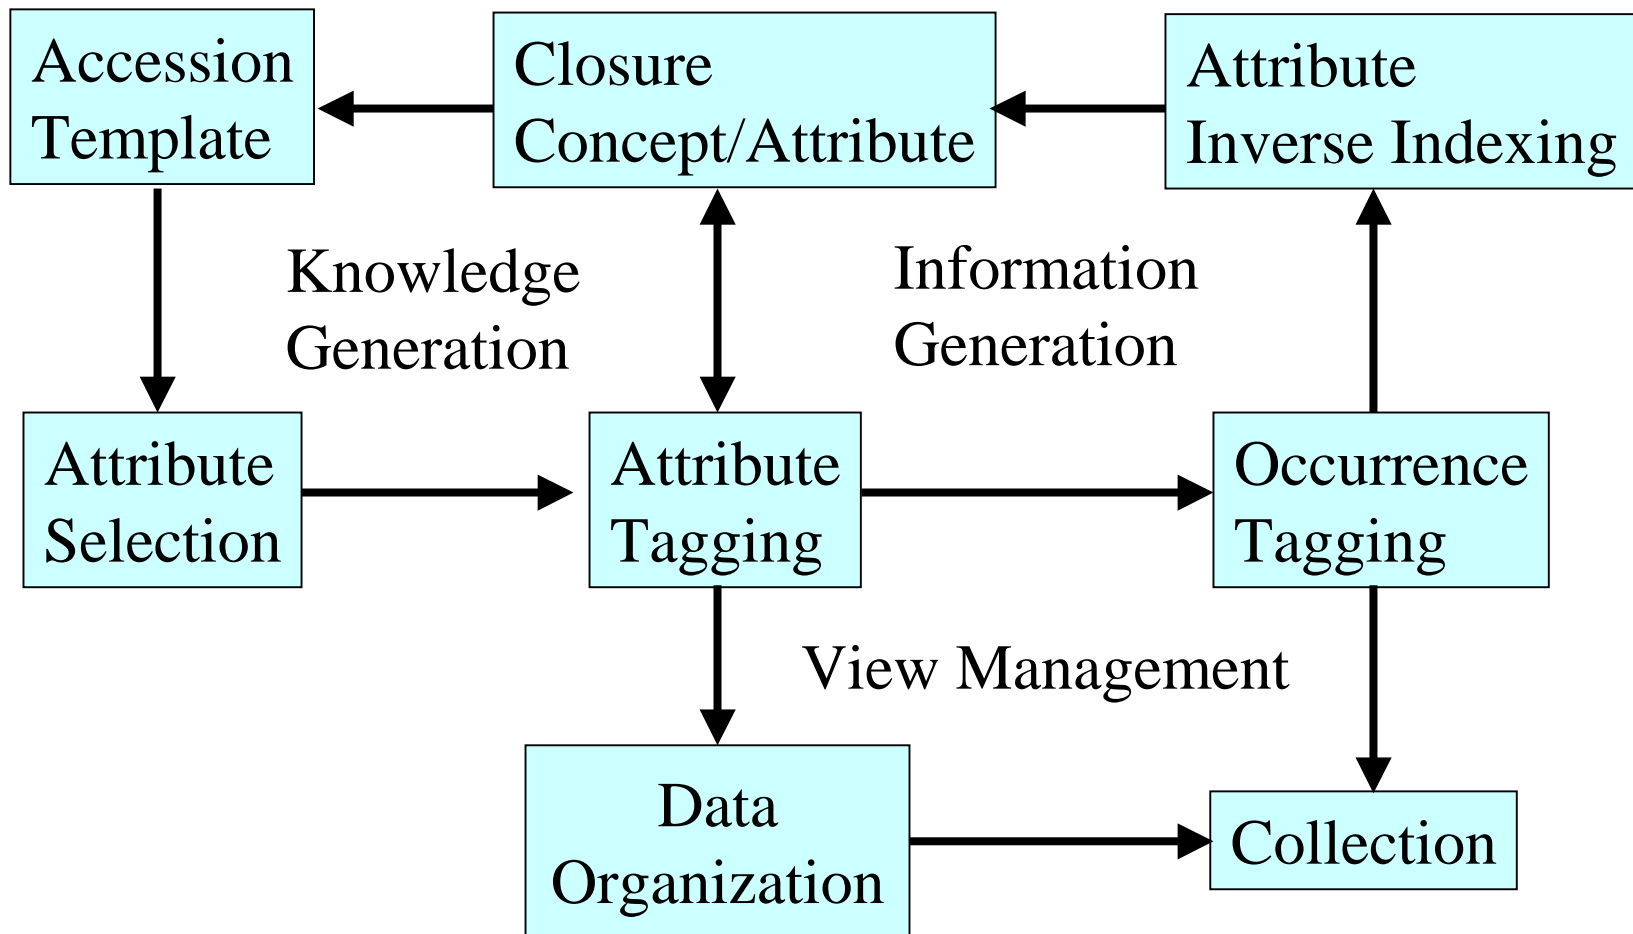 Accession
Template
Closure
Concept/Attribute
Attribute
Inverse Indexing
Knowledge
Generation
Information
Generation
Attribute
Selection
Attribute
Tagging
Occurrence
Tagging
View Management
Data
Organization
Collection